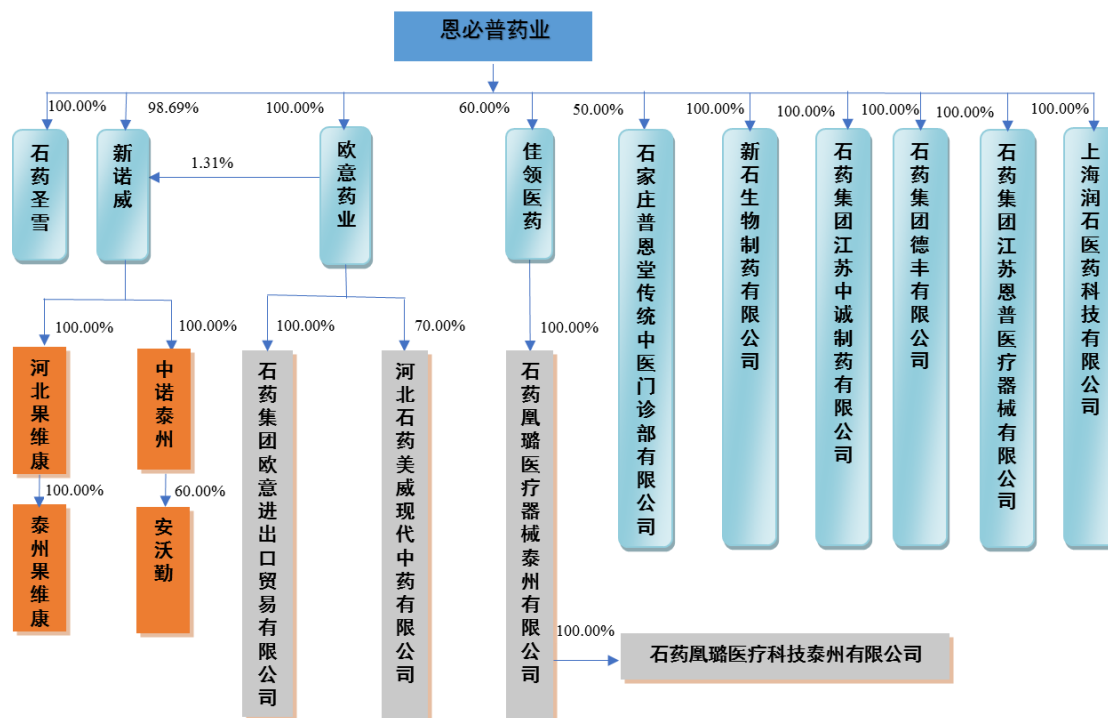 恩必普药业
100.00%
98.69%
100.00%
60.00%
50.00%
100.00%
100.00%
100.00%
100.00%
100.00%
石药圣雪
新诺威
1.31%
欧意药业
佳领医药
石家庄普恩堂传统中医门诊部有限公司
新石生物制药有限公司
石药集团江苏中诚制药有限公司
石药集团德丰有限公司
石药集团江苏恩普医疗器械有限公司
上海润石医药科技有限公司
100.00%
100.00%
100.00%
70.00%
100.00%
河北果维康
中诺泰州
石药集团欧意进出口贸易有限公司
河北石药美威现代中药有限公司
石药凰璐医疗器械泰州有限公司
100.00%
60.00%
泰州果维康
安沃勤
100.00%
石药凰璐医疗科技泰州有限公司